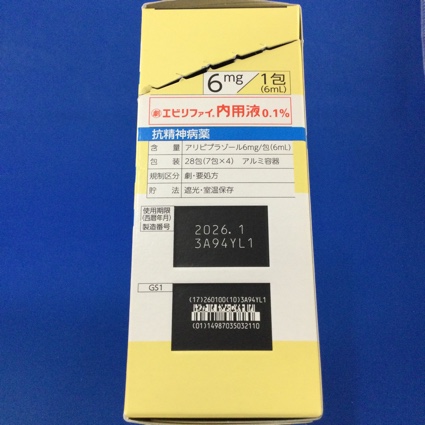 6mg/1包
(6mL)
劇 エビリファイ®内用液0.1%
抗精神病薬
含 量 アリピプラゾール6mg/包(6mL)
包 装 28包(7包×4) アルミ容器
規制区分 劇・要処方
貯 法 遮光・室温保存
使用期限
(西暦年月)
製造番号
2026.1
3A94YL1
GS1
(17)260100(10)3A94YL1
(01)14987035032110